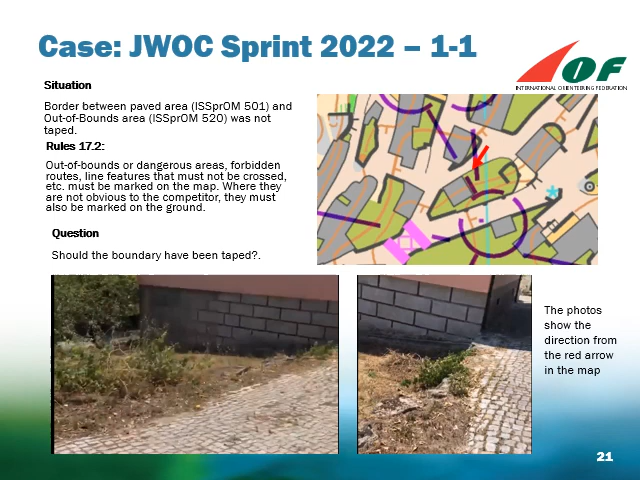 Case: JWOC Sprint 2022 – 1-1
IOF
INTERNATIONAL ORIENTEERING FEDERATION
Situation
Border between paved area (ISSprOM 501) and
Out-of-Bounds area (ISSprOM 520) was not
taped.
Rules 17.2:
Out-of-bounds or dangerous areas, forbidden
routes, line features that must not be crossed,
etc. must be marked on the map. Where they
are not obvious to the competitor, they must
also be marked on the ground.
Question
Should the boundary have been taped?.
The photos
show the
direction from
the red arrow
in the map
21